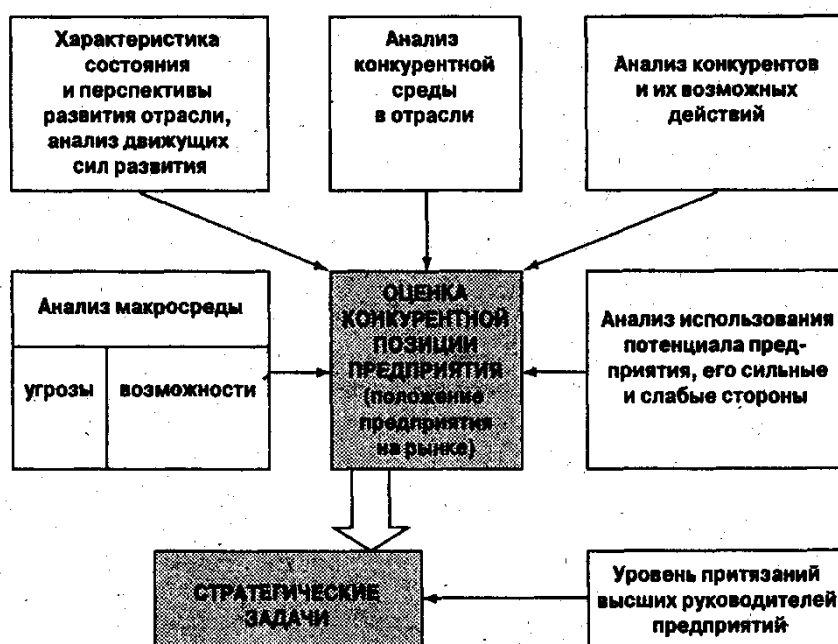 Характеристика
состояния
и перспективы
развития отрасли,
анализ движущих
сил развития
Анализ
конкурентной
среды
в отрасли
Анализ конкурентов
и их возможных
действий
Анализ макросреды
угрозы
возможности
ОЦЕНКА
КОНКУРЕНТНОЙ
ПОЗИЦИИ
ПРЕДПРИЯТИЯ
(положение
предприятия
на рынке)
Анализ использования
потенциала пред-
приятия, его сильные
и слабые стороны
СТРАТЕГИЧЕСКИЕ
ЗАДАЧИ
Уровень притязаний
высших руководителей
предприятий